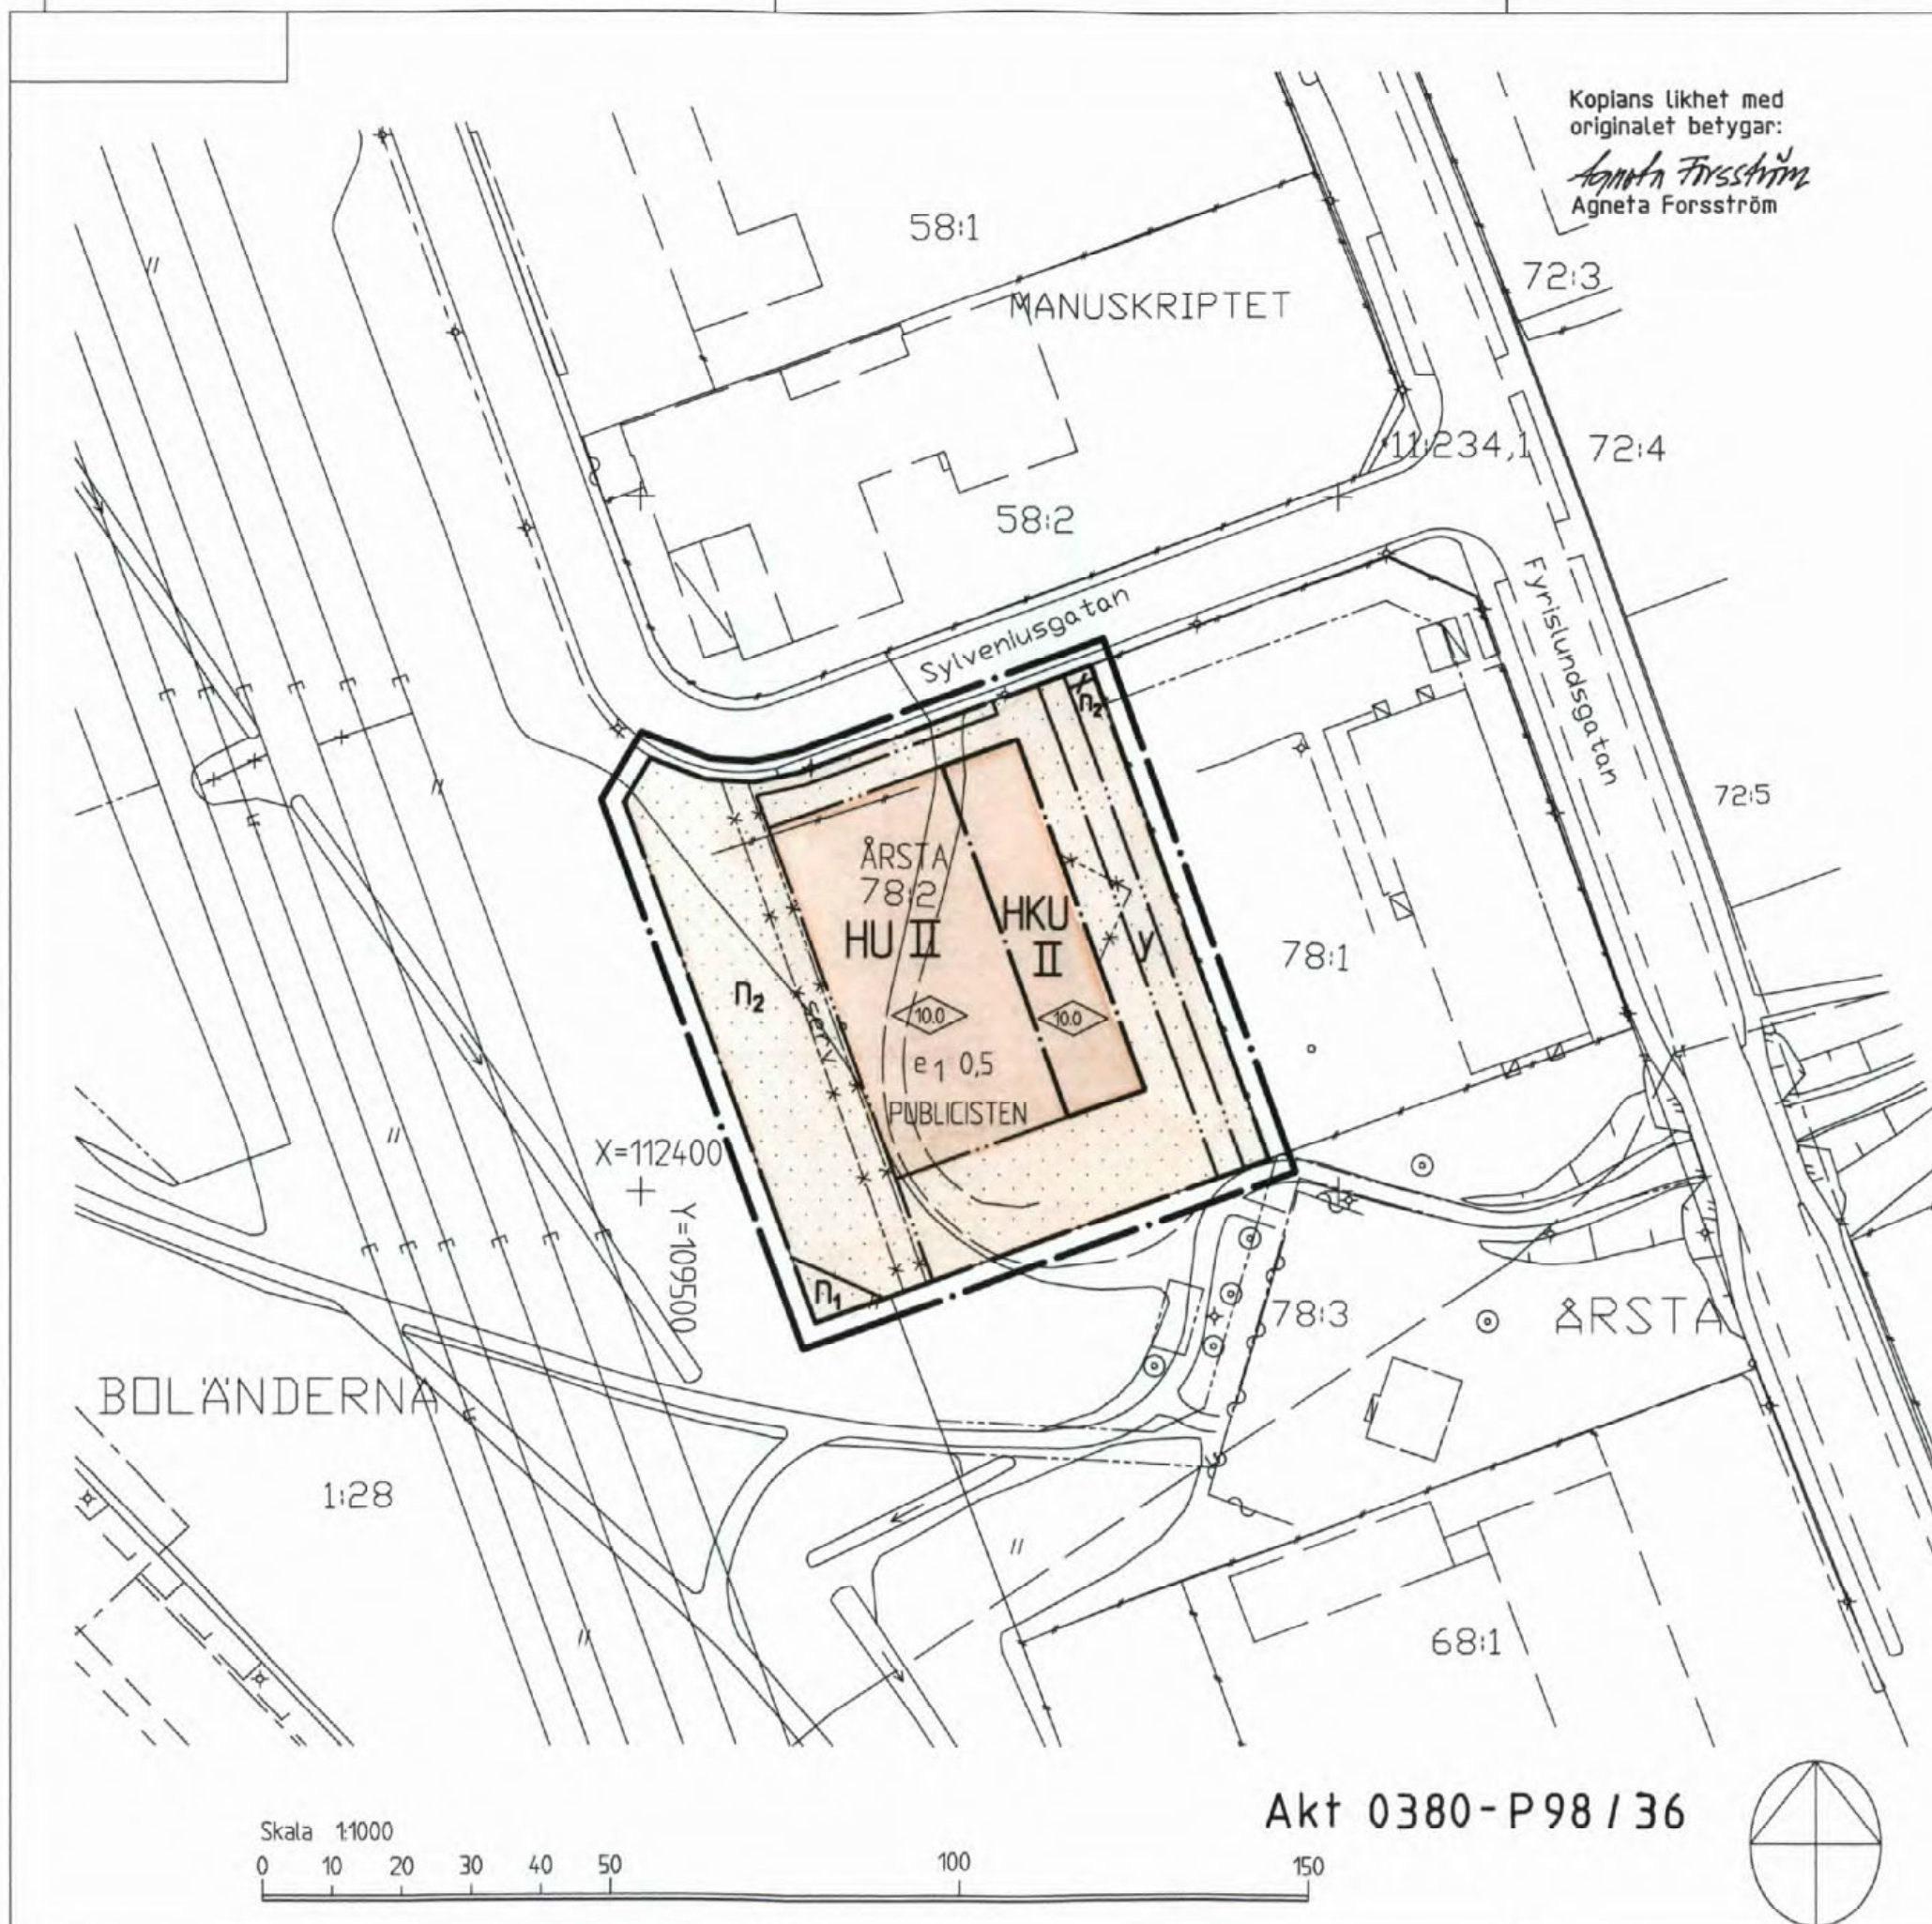 Kopians likhet med
originalet betygar:
Agneta Forsström
Agneta Forsström
58:1
72:3
MANUSKRIPTET
11:234,1
72:4
58:2
Sylveniusgatan
Fyrislundsgatan
n2
72:5
ÅRSTA
78:2
HU II
HKU
II
y
78:1
n2
10.0
10.0
serv
e1 0,5
PUBLICISTEN
X=112400
Y=109500
n1
78:3
ÅRSTA
BOLÄNDERNA
1:28
68:1
Akt 0380-P98/36
Skala 1:1000
0 10 20 30 40 50 100 150